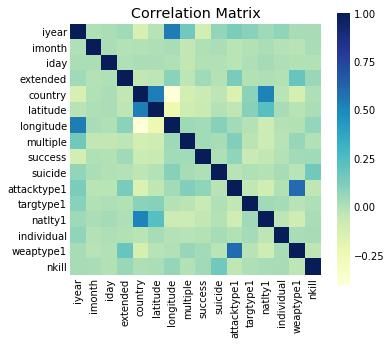 Correlation Matrix
iyear
imonth
iday
extended
country
latitude
longitude
multiple
success
suicide
attacktype1
targtype1
natlty1
individual
weaptype1
nkill
1.00
0.75
0.50
0.25
0.00
−0.25
iyear
imonth
iday
extended
country
latitude
longitude
multiple
success
suicide
attacktype1
targtype1
natlty1
individual
weaptype1
nkill